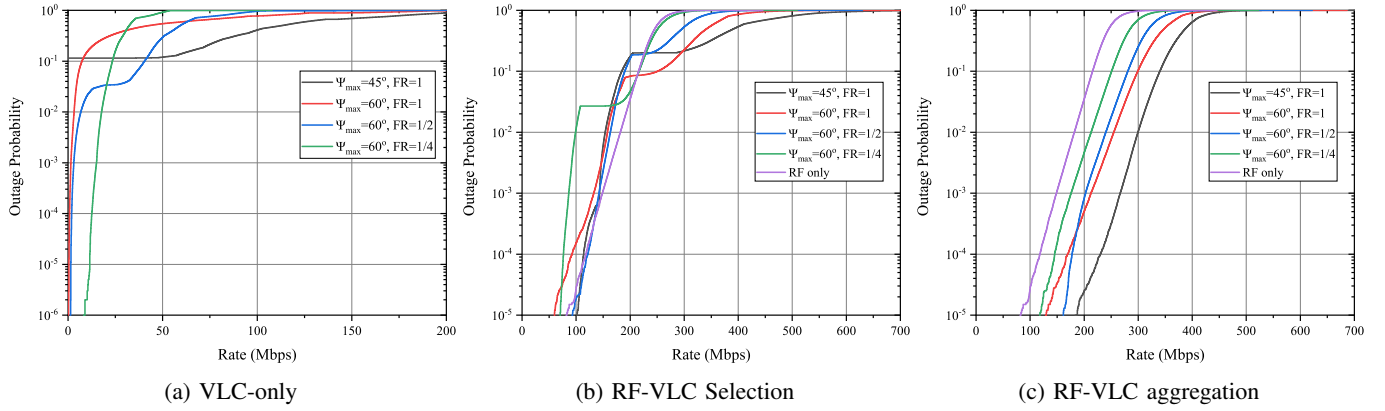 Outage Probability
10⁰
10⁻¹
10⁻²
10⁻³
10⁻⁴
10⁻⁵
10⁻⁶
Ψmax=45°, FR=1
Ψmax=60°, FR=1
Ψmax=60°, FR=1/2
Ψmax=60°, FR=1/4
0 50 100 150 200
Rate (Mbps)
(a) VLC-only
Outage Probability
10⁰
10⁻¹
10⁻²
10⁻³
10⁻⁴
10⁻⁵
Ψmax=45°, FR=1
Ψmax=60°, FR=1
Ψmax=60°, FR=1/2
Ψmax=60°, FR=1/4
RF only
0 100 200 300 400 500 600 700
Rate (Mbps)
(b) RF-VLC Selection
Outage Probability
10⁰
10⁻¹
10⁻²
10⁻³
10⁻⁴
10⁻⁵
Ψmax=45°, FR=1
Ψmax=60°, FR=1
Ψmax=60°, FR=1/2
Ψmax=60°, FR=1/4
RF only
0 100 200 300 400 500 600 700
Rate (Mbps)
(c) RF-VLC aggregation